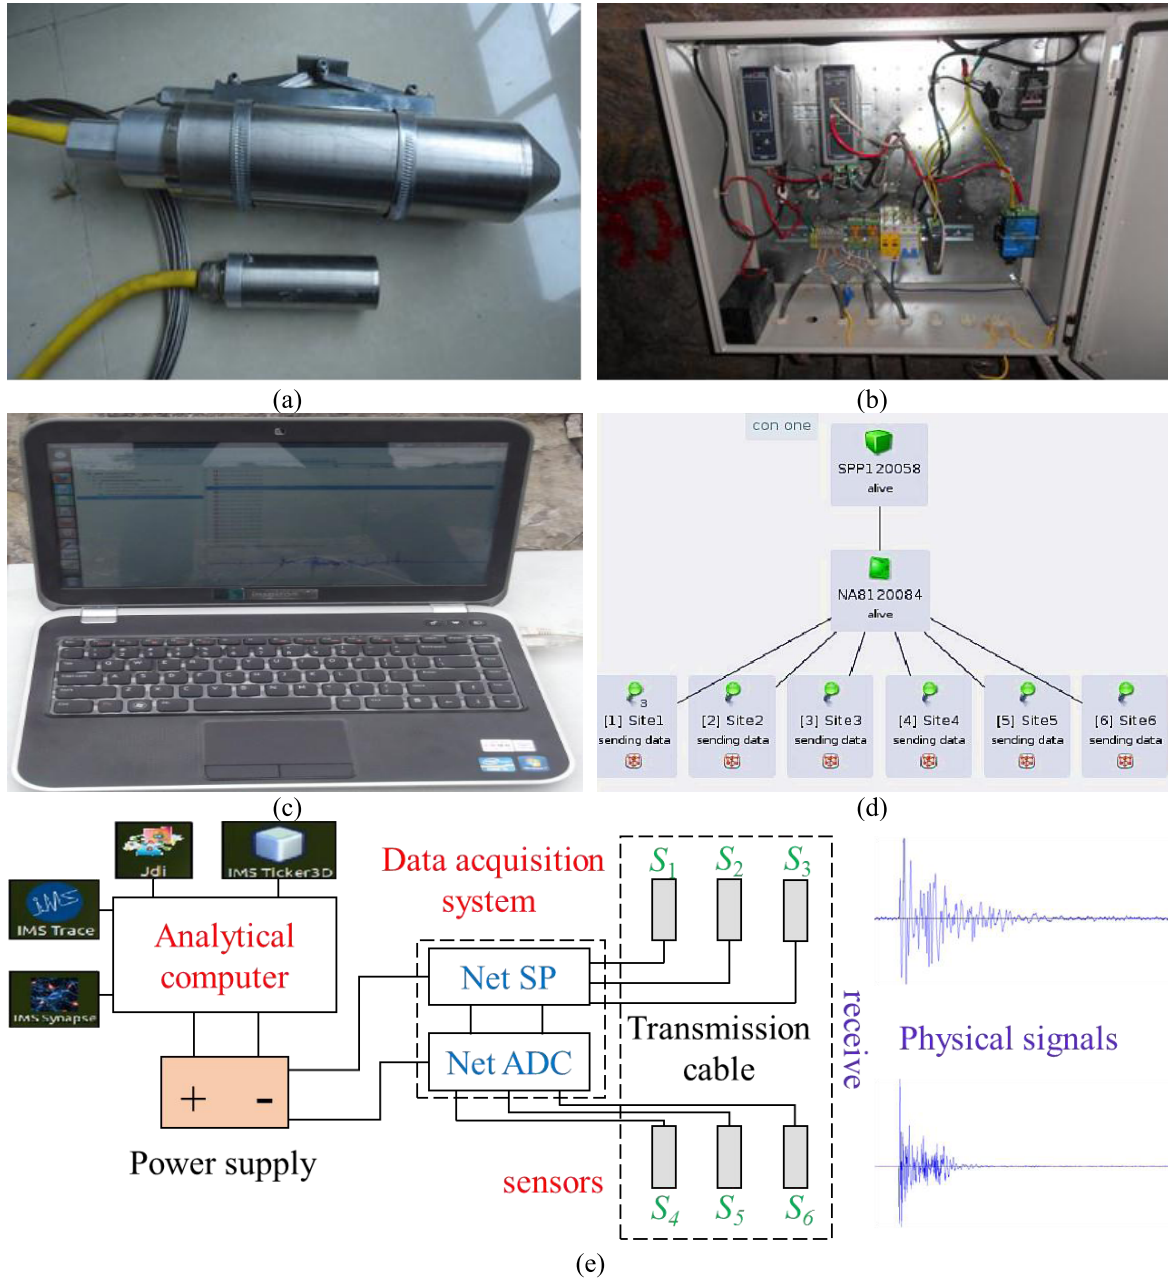 (a)
(b)
con one
SPP120058
alive
NA8120084
alive
3
[1] Site1
sending data
[2] Site2
sending data
[3] Site3
sending data
[4] Site4
sending data
[5] Site5
sending data
[6] Site6
sending data
(c)
(d)
Jdi
IMS Ticker3D
IMS
IMS Trace
IMS Synapse
Analytical
computer
+ -
Power supply
Data acquisition
system
Net SP
Net ADC
S1
S2
S3
Transmission
cable
sensors
S4
S5
S6
receive
Physical signals
(e)